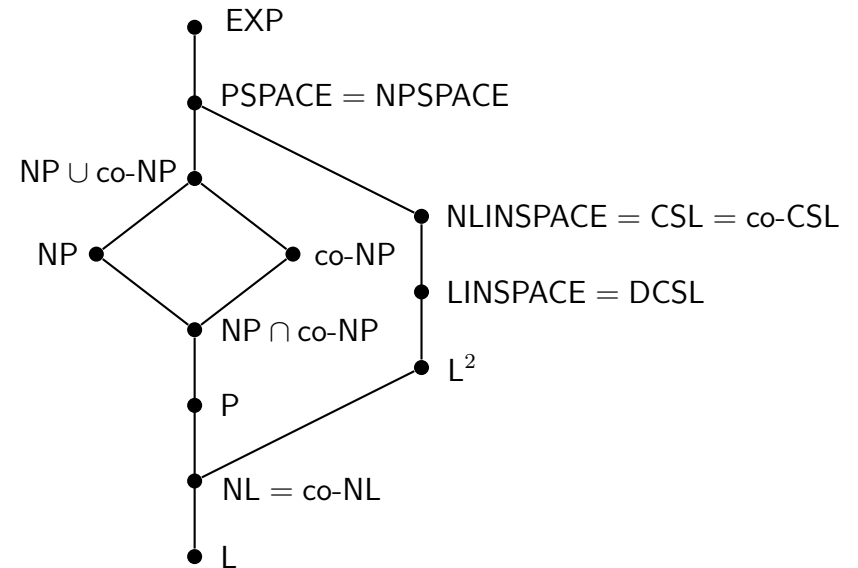 EXP
PSPACE = NPSPACE
NP ∪ co-NP
NLINSPACE = CSL = co-CSL
NP
co-NP
LINSPACE = DCSL
NP ∩ co-NP
L²
P
NL = co-NL
L